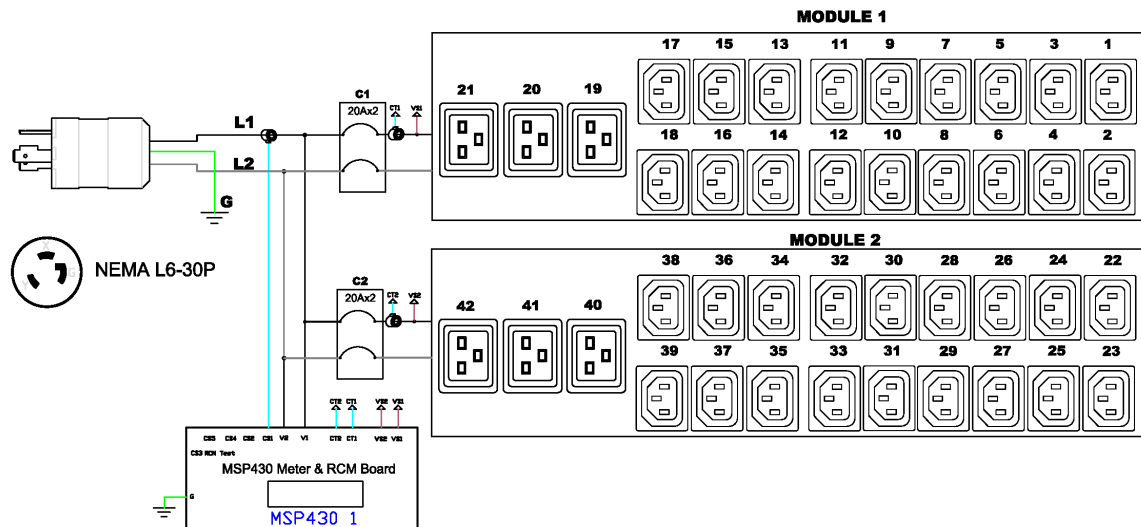 MODULE 1
17 15 13 11 9 7 5 3 1
21 20 19
18 16 14 12 10 8 6 4 2
C1
20Ax2
CT1 VS1
L1
L2
G
NEMA L6-30P
X
Y
G
MODULE 2
38 36 34 32 30 28 26 24 22
42 41 40
39 37 35 33 31 29 27 25 23
C2
20Ax2
CT2 VS2
CT2 CT1 VS2 VS1
CS3 CS4 CS2 CS1 V2 V1 CT2 CT1 VS2 VS1
CS3 RCM Test
MSP430 Meter & RCM Board
G
MSP430 1